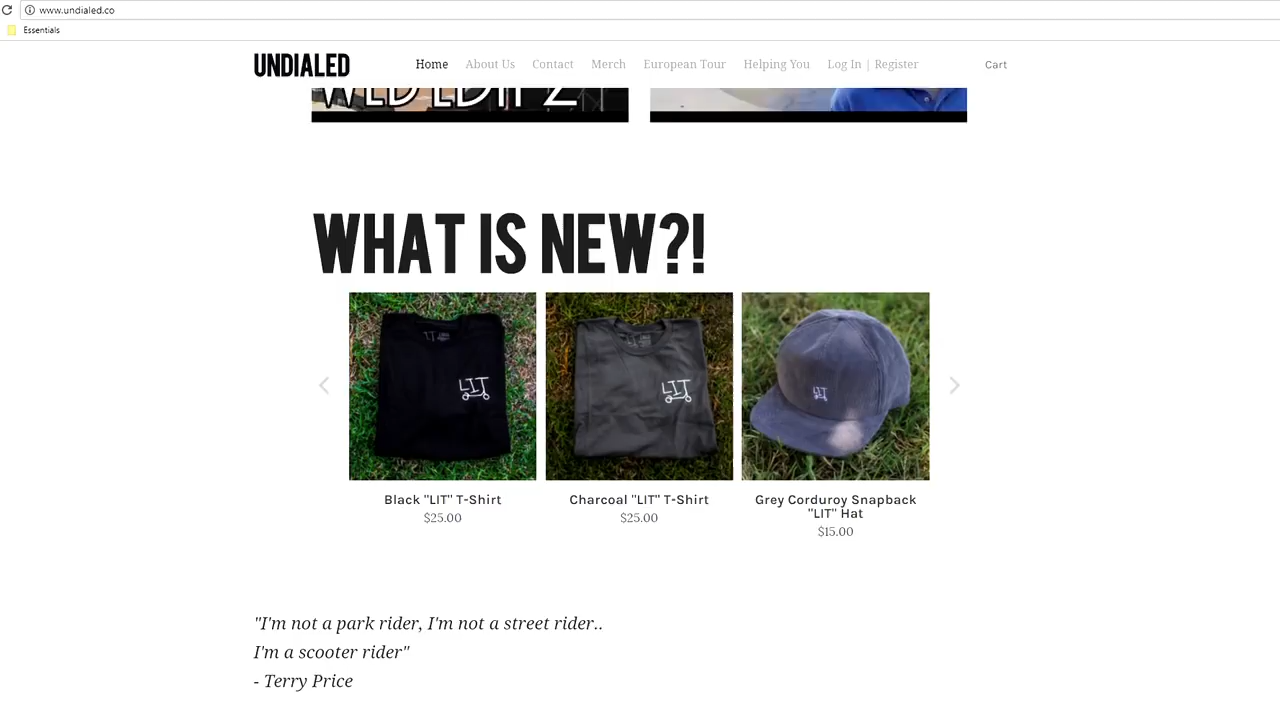 www.undialed.co
Essentials
UNDIALED
Home About Us Contact Merch European Tour Helping You Log In | Register Cart
WHAT IS NEW?!
LIT
LIT
LIT
Black "LIT" T-Shirt
$25.00
Charcoal "LIT" T-Shirt
$25.00
Grey Corduroy Snapback
"LIT" Hat
$15.00
"I'm not a park rider, I'm not a street rider..
I'm a scooter rider"
- Terry Price